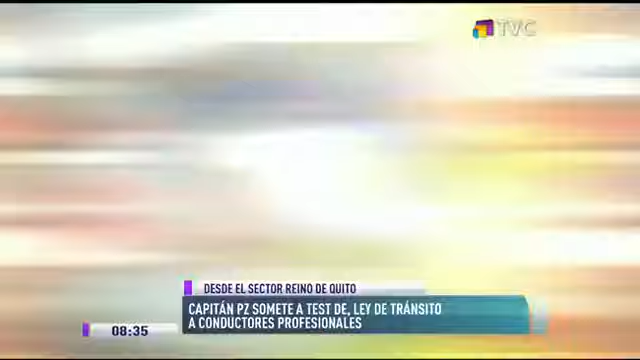 TVC
DESDE EL SECTOR REINO DE QUITO
CAPITÁN PZ SOMETE A TEST DE, LEY DE TRÁNSITO
A CONDUCTORES PROFESIONALES
08:35